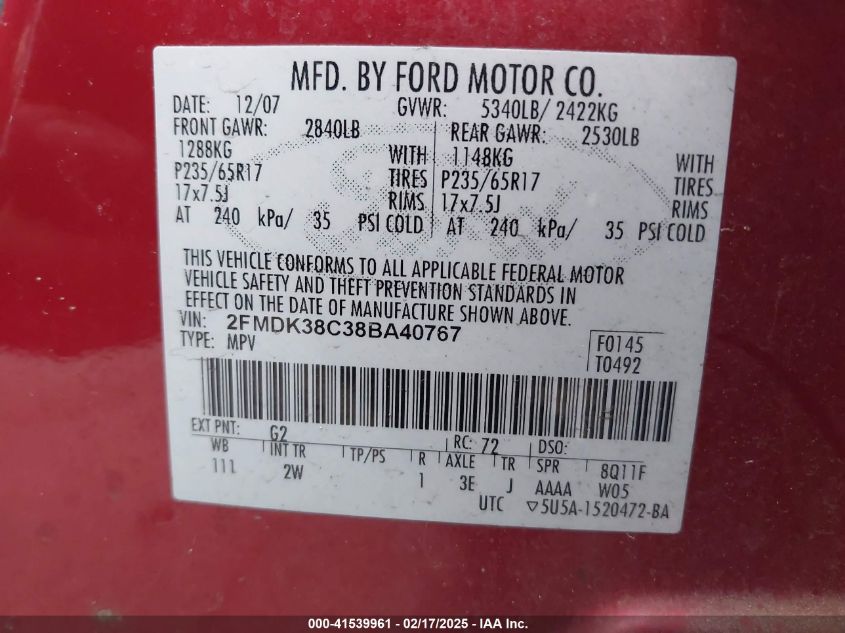 MFD. BY FORD MOTOR CO.
DATE: 12/07 GVWR: 5340LB/ 2422KG
FRONT GAWR: 2840LB REAR GAWR: 2530LB
1288KG WITH 1148KG WITH
P235/65R17 TIRES P235/65R17 TIRES
17x7.5J RIMS 17x7.5J RIMS
AT 240 kPa/ 35 PSI COLD AT 240 kPa/ 35 PSI COLD
THIS VEHICLE CONFORMS TO ALL APPLICABLE FEDERAL MOTOR
VEHICLE SAFETY AND THEFT PREVENTION STANDARDS IN
EFFECT ON THE DATE OF MANUFACTURE SHOWN ABOVE.
VIN: 2FMDK38C38BA40767 F0145
TYPE: MPV T0492
EXT PNT: G2 RC: 72 DSO:
WB INT TR TP/PS R AXLE TR SPR 8Q11F
111 2W 1 3E J AAAA W05
UTC ▽5U5A-1520472-BA
000-41539961 - 02/17/2025 - IAA Inc.